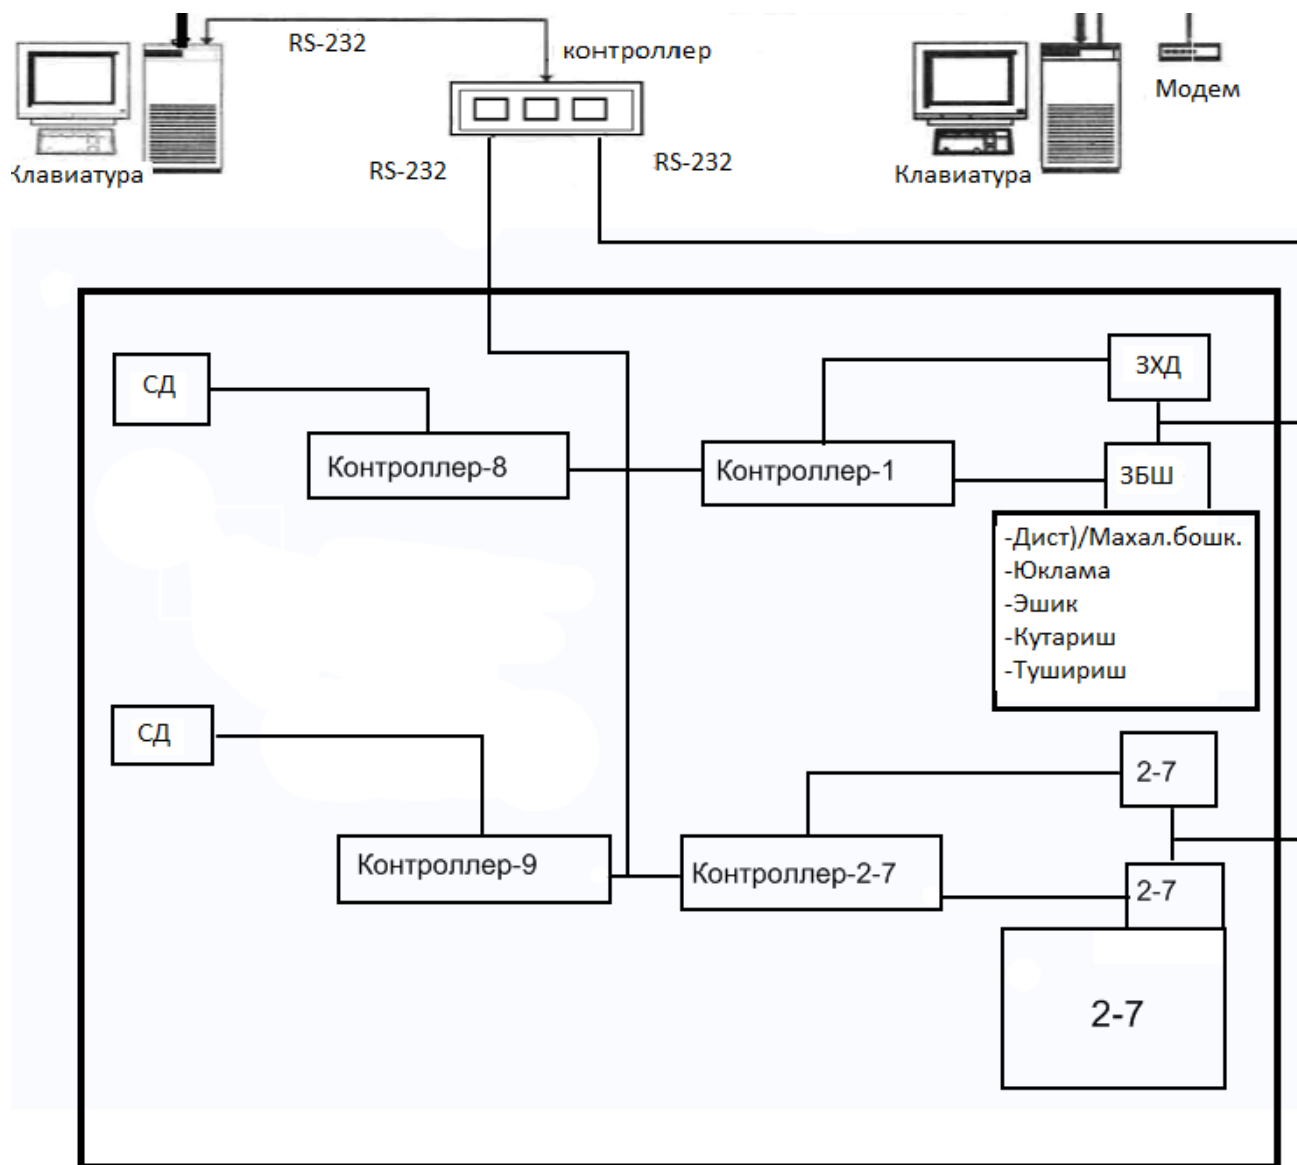 RS-232
контроллер
Модем
RS-232
RS-232
Клавиатура
Клавиатура
СД
ЗХД
Контроллер-8
Контроллер-1
ЗБШ
-Дист)/Махал.бошк.
-Юклама
-Эшик
-Кутариш
-Тушириш
СД
2-7
Контроллер-9
Контроллер-2-7
2-7
2-7